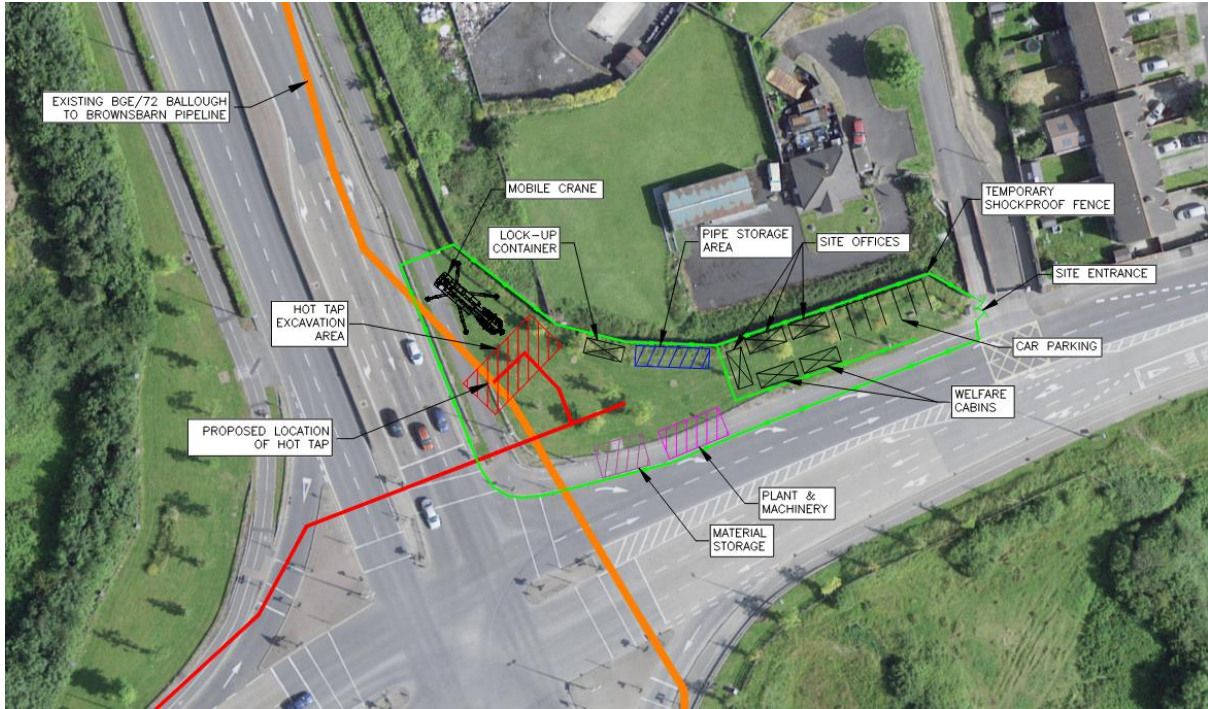 EXISTING BGE/72 BALLOUGH
TO BROWNSBARN PIPELINE
MOBILE CRANE
LOCK-UP
CONTAINER
PIPE STORAGE
AREA
SITE OFFICES
TEMPORARY
SHOCKPROOF FENCE
SITE ENTRANCE
HOT TAP
EXCAVATION
AREA
CAR PARKING
WELFARE
CABINS
PROPOSED LOCATION
OF HOT TAP
PLANT &
MACHINERY
MATERIAL
STORAGE